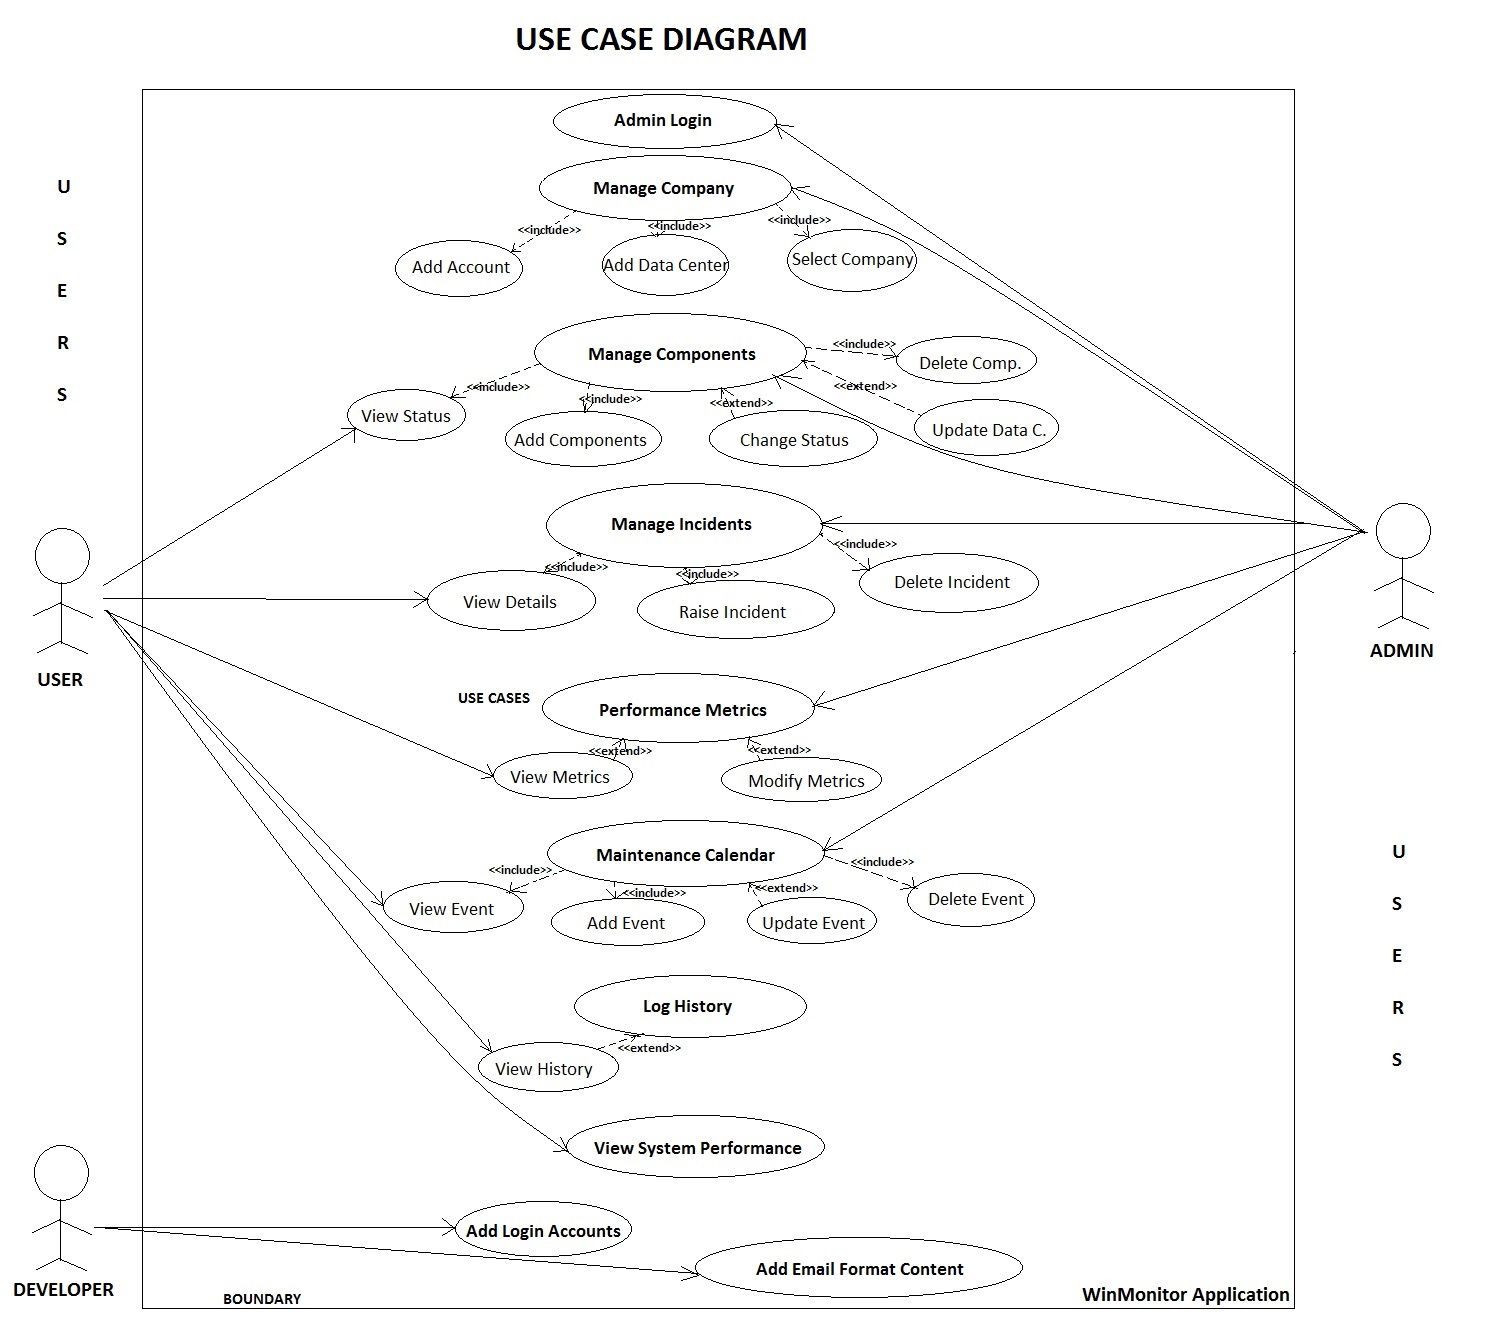 USE CASE DIAGRAM
Admin Login
U
S
E
R
S
Manage Company
<<include>>
<<include>>
<<include>>
Add Account
Add Data Center
Select Company
Manage Components
<<include>>
Delete Comp.
<<include>>
<<include>>
<<extend>>
<<extend>>
View Status
Add Components
Change Status
Update Data C.
Manage Incidents
<<include>>
<<include>>
<<include>>
View Details
Raise Incident
Delete Incident
USER
ADMIN
USE CASES
Performance Metrics
<<extend>>
<<extend>>
View Metrics
Modify Metrics
Maintenance Calendar
<<include>>
<<include>>
<<extend>>
<<include>>
View Event
Add Event
Update Event
Delete Event
U
S
E
R
S
Log History
<<extend>>
View History
View System Performance
Add Login Accounts
Add Email Format Content
DEVELOPER
BOUNDARY
WinMonitor Application